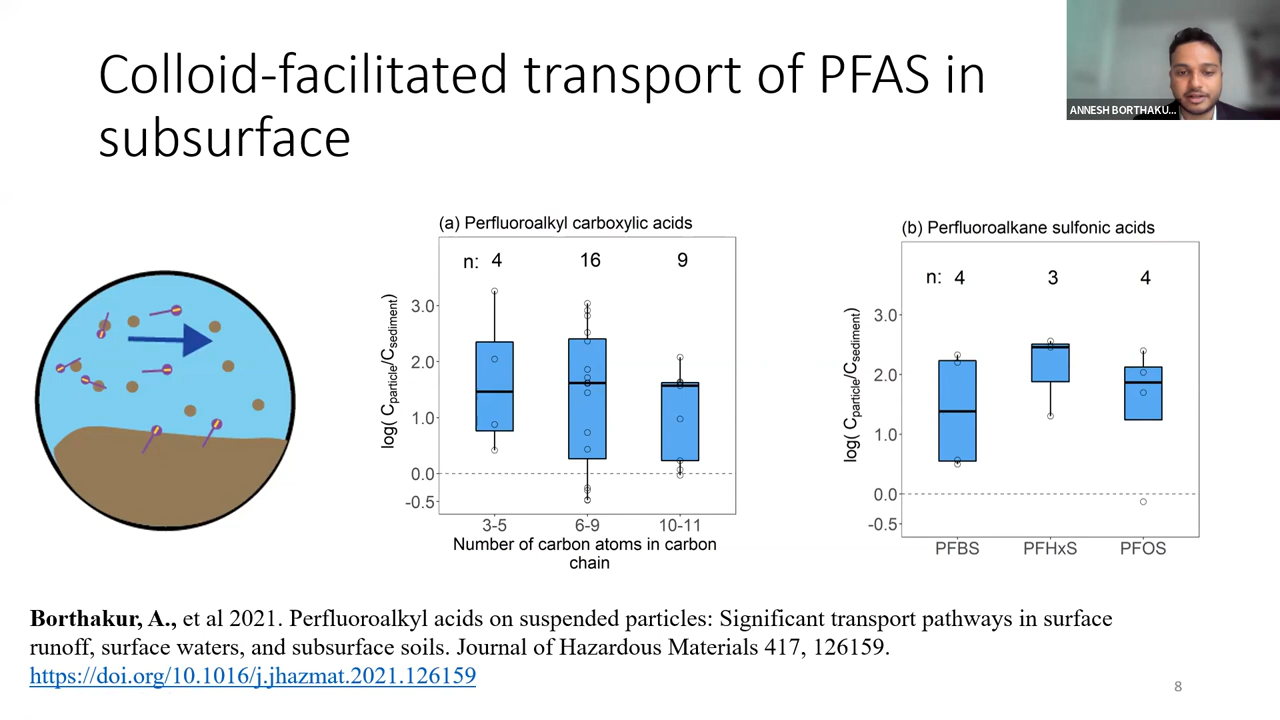 Colloid-facilitated transport of PFAS in
subsurface
ANNESH BORTHAKU...
(a) Perfluoroalkyl carboxylic acids
n: 4 16 9
log( Cparticle/Csediment)
3.0
2.0
1.0
0.0
-0.5
3-5 6-9 10-11
Number of carbon atoms in carbon
chain
(b) Perfluoroalkane sulfonic acids
n: 4 3 4
log( Cparticle/Csediment)
3.0
2.0
1.0
0.0
-0.5
PFBS PFHxS PFOS
Borthakur, A., et al 2021. Perfluoroalkyl acids on suspended particles: Significant transport pathways in surface
runoff, surface waters, and subsurface soils. Journal of Hazardous Materials 417, 126159.
https://doi.org/10.1016/j.jhazmat.2021.126159
8